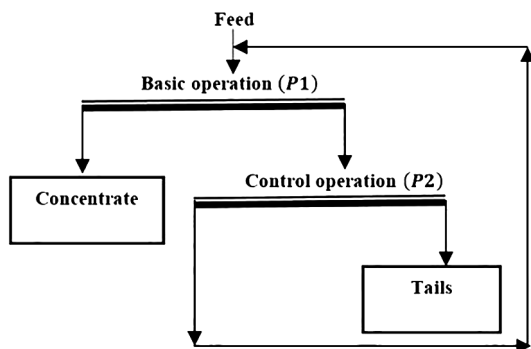 Feed
Basic operation (P1)
Concentrate
Control operation (P2)
Tails